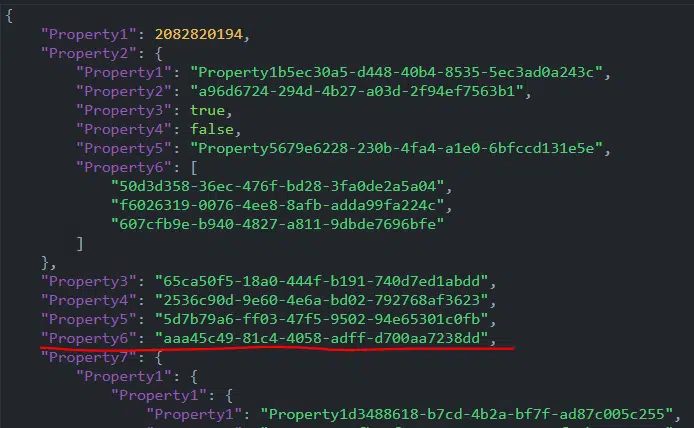 {
"Property1": 2082820194,
"Property2": {
"Property1": "Property1b5ec30a5-d448-40b4-8535-5ec3ad0a243c",
"Property2": "a96d6724-294d-4b27-a03d-2f94ef7563b1",
"Property3": true,
"Property4": false,
"Property5": "Property5679e6228-230b-4fa4-a1e0-6bfccd131e5e",
"Property6": [
"50d3d358-36ec-476f-bd28-3fa0de2a5a04",
"f6026319-0076-4ee8-8afb-adda99fa224c",
"607cfb9e-b940-4827-a811-9dbde7696bfe"
]
},
"Property3": "65ca50f5-18a0-444f-b191-740d7ed1abdd",
"Property4": "2536c90d-9e60-4e6a-bd02-792768af3623",
"Property5": "5d7b79a6-ff03-47f5-9502-94e65301c0fb",
"Property6": "aaa45c49-81c4-4058-adff-d700aa7238dd",
"Property7": {
"Property1": {
"Property1": {
"Property1": "Property1d3488618-b7cd-4b2a-bf7f-ad87c005c255",